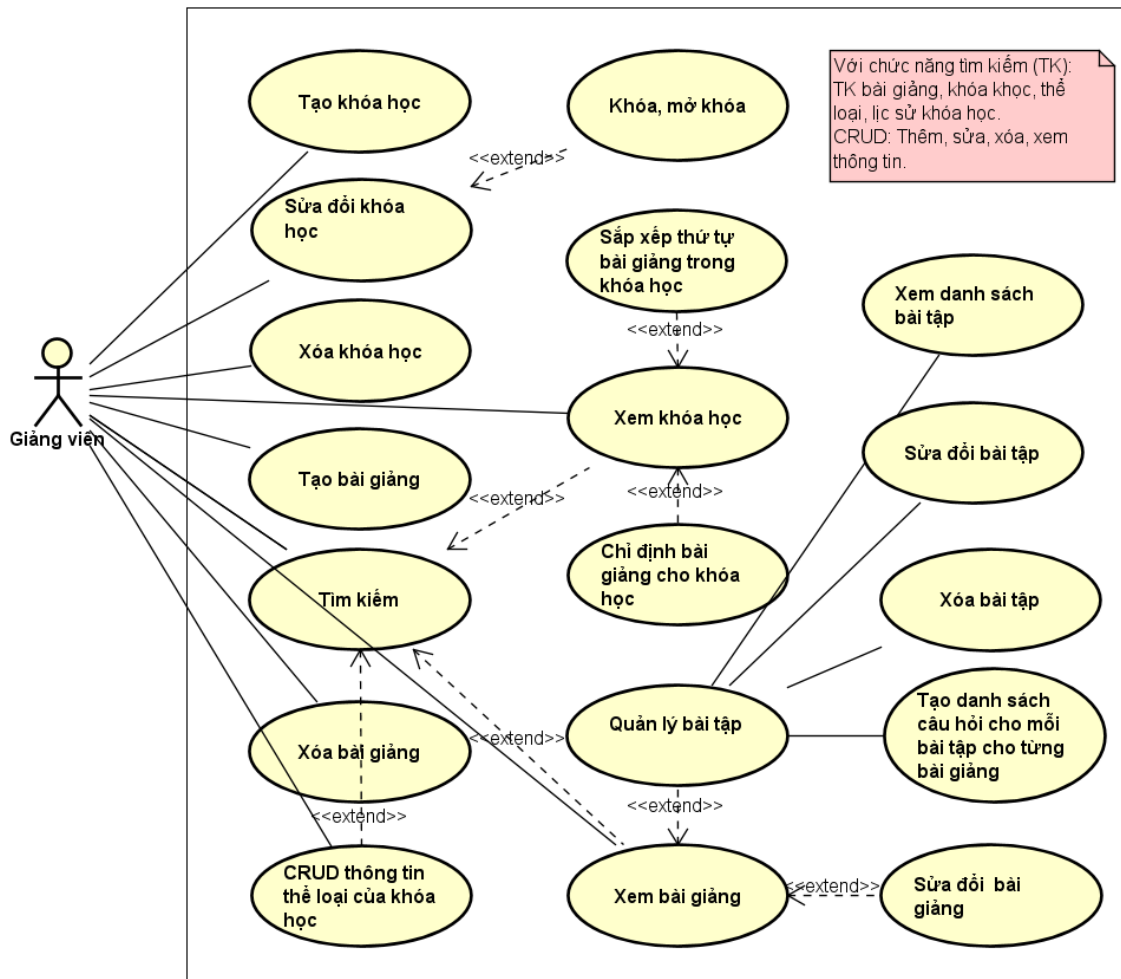 Tạo khóa học
Khóa, mở khóa
Với chức năng tìm kiếm (TK):
TK bài giảng, khóa khọc, thể
loại, lịc sử khóa học.
CRUD: Thêm, sửa, xóa, xem
thông tin.
<<extend>>
Sửa đổi khóa
học
Sắp xếp thứ tự
bài giảng trong
khóa học
Xem danh sách
bài tập
<<extend>>
Xóa khóa học
Giảng viên
Xem khóa học
Sửa đổi bài tập
Tạo bài giảng
<<extend>>
<<extend>>
Chỉ định bài
giảng cho khóa
học
Tìm kiếm
Xóa bài tập
Xóa bài giảng
<<extend>>
Quản lý bài tập
Tạo danh sách
câu hỏi cho mỗi
bài tập cho từng
bài giảng
<<extend>>
<<extend>>
CRUD thông tin
thể loại của khóa
học
Xem bài giảng
<<extend>>
Sửa đổi bài
giảng